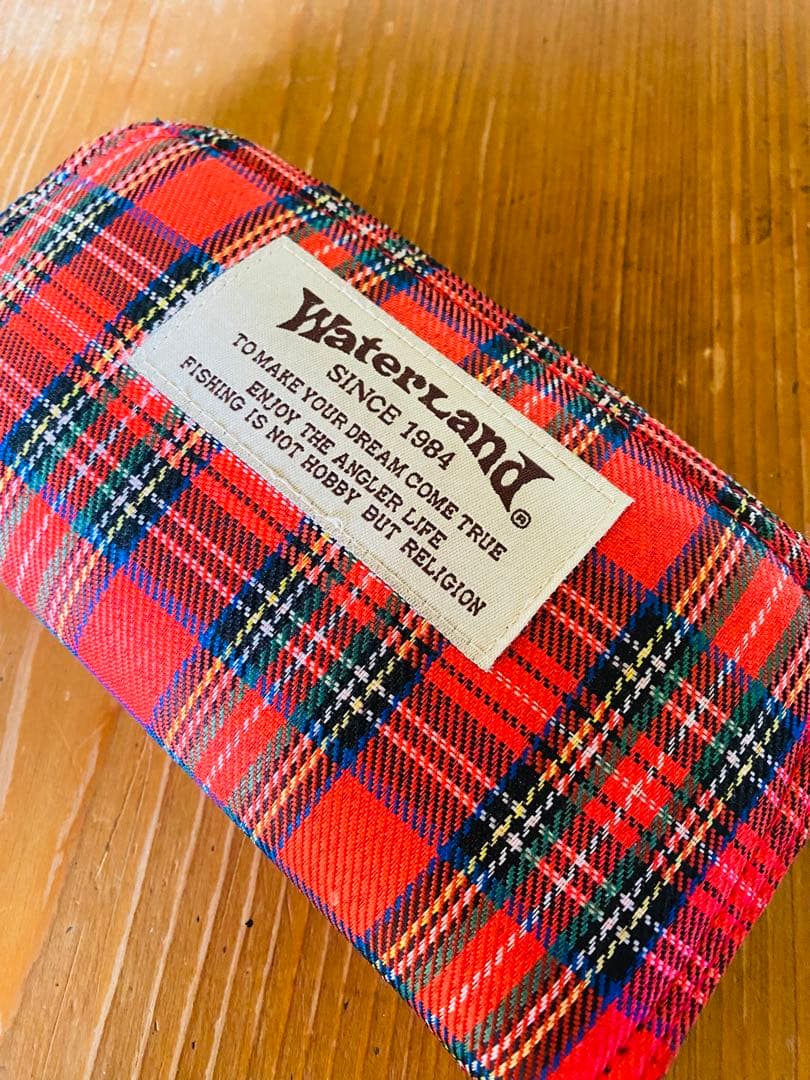 WaterLand®
SINCE 1984
TO MAKE YOUR DREAM COME TRUE
ENJOY THE ANGLER LIFE
FISHING IS NOT HOBBY BUT RELIGION